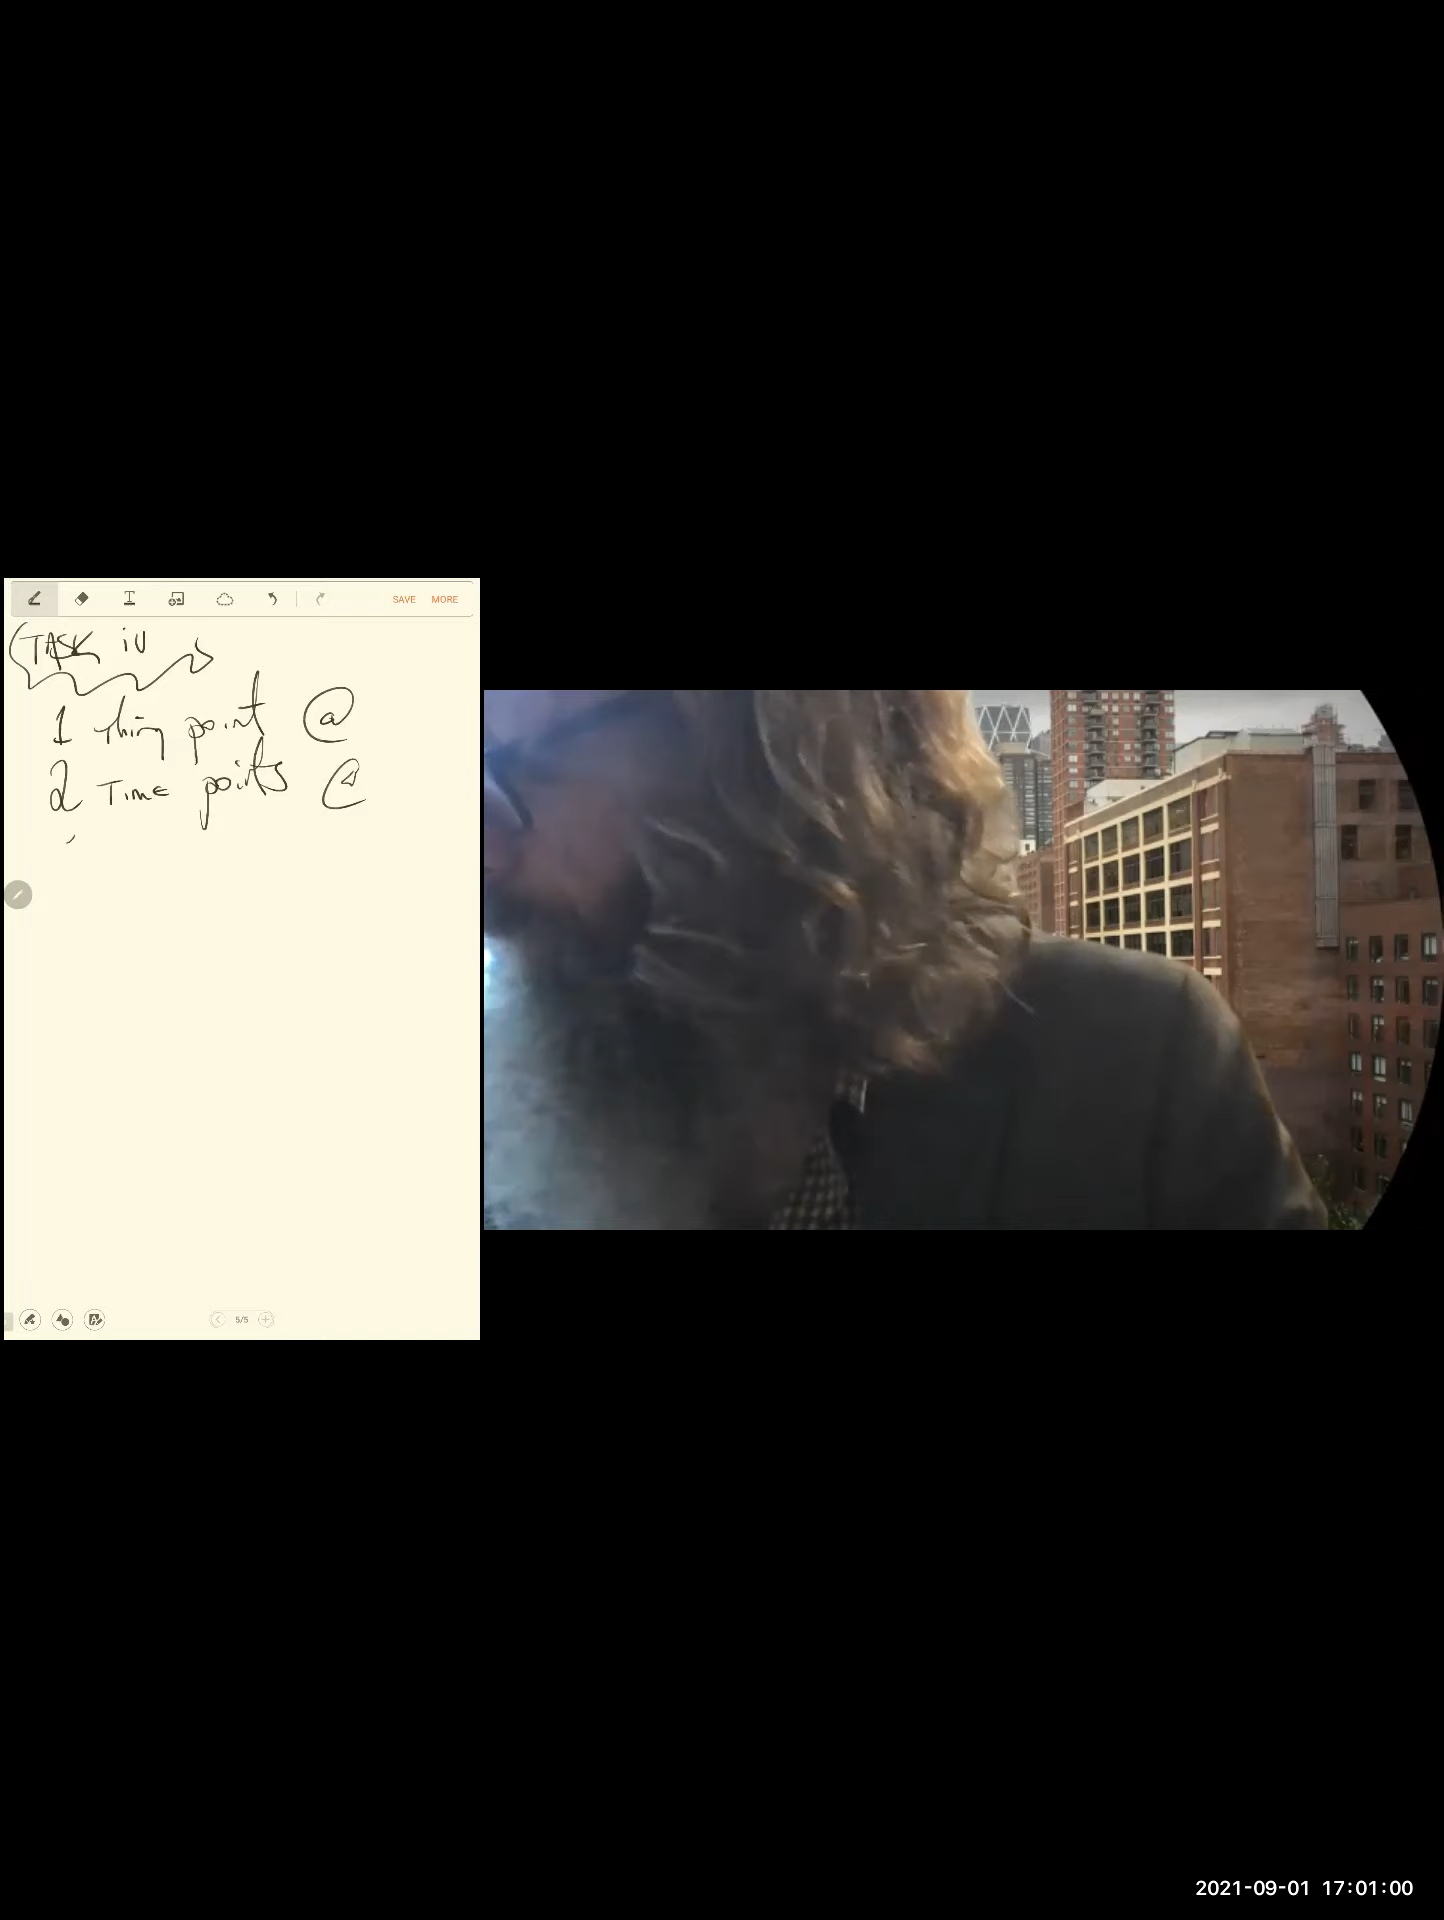 SAVE MORE
TASK iv
1 thing point @
2 TIME points @
5/5
2021-09-01 17:01:00